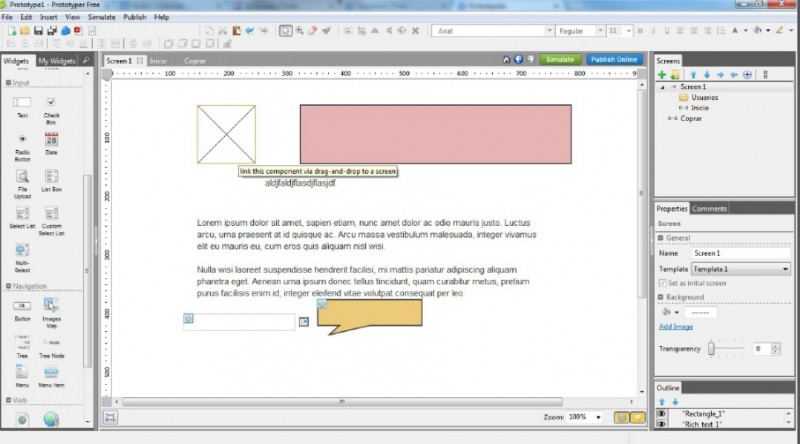 Prototype1 - Prototyper Free
File Edit Insert View Simulate Publish Help
Arial Regular 11
Widgets My Widgets
Screen 1 Inicio Coprar
Simulate Publish Online
Screens
100 200 300 400 500 600 700 800 9
Input
Text
Check Box
Radio Button
Date
File Upload
List Box
Select List
Custom Select List
Multi-Select
Navigation
Button
Images Map
Tree
Tree Node
Menu
Menu Item
Web
28
100
200
300
400
500
link this component via drag-and-drop to a screen
aldjfaldjflasdjflasjdf
Lorem ipsum dolor sit amet, sapien etiam, nunc amet dolor ac odio mauris justo. Luctus
arcu, urna praesent at id quisque ac. Arcu massa vestibulum malesuada, integer vivamus
elit eu mauris eu, cum eros quis aliquam nisl wisi.
Nulla wisi laoreet suspendisse hendrerit facilisi, mi mattis pariatur adipiscing aliquam
pharetra eget. Aenean urna ipsum donec tellus tincidunt, quam curabitur metus, pretium
purus facilisis enim id, integer eleifend vitae volutpat consequat per leo.
Zoom: 100%
Screen 1
Usuarios
Inicio
Coprar
Properties Comments
Screen
General
Name Screen 1
Template Template 1
Set as initial screen
Background
Add Image
Transparency 0
Outline
"Rectangle_1"
"Rich text 1"